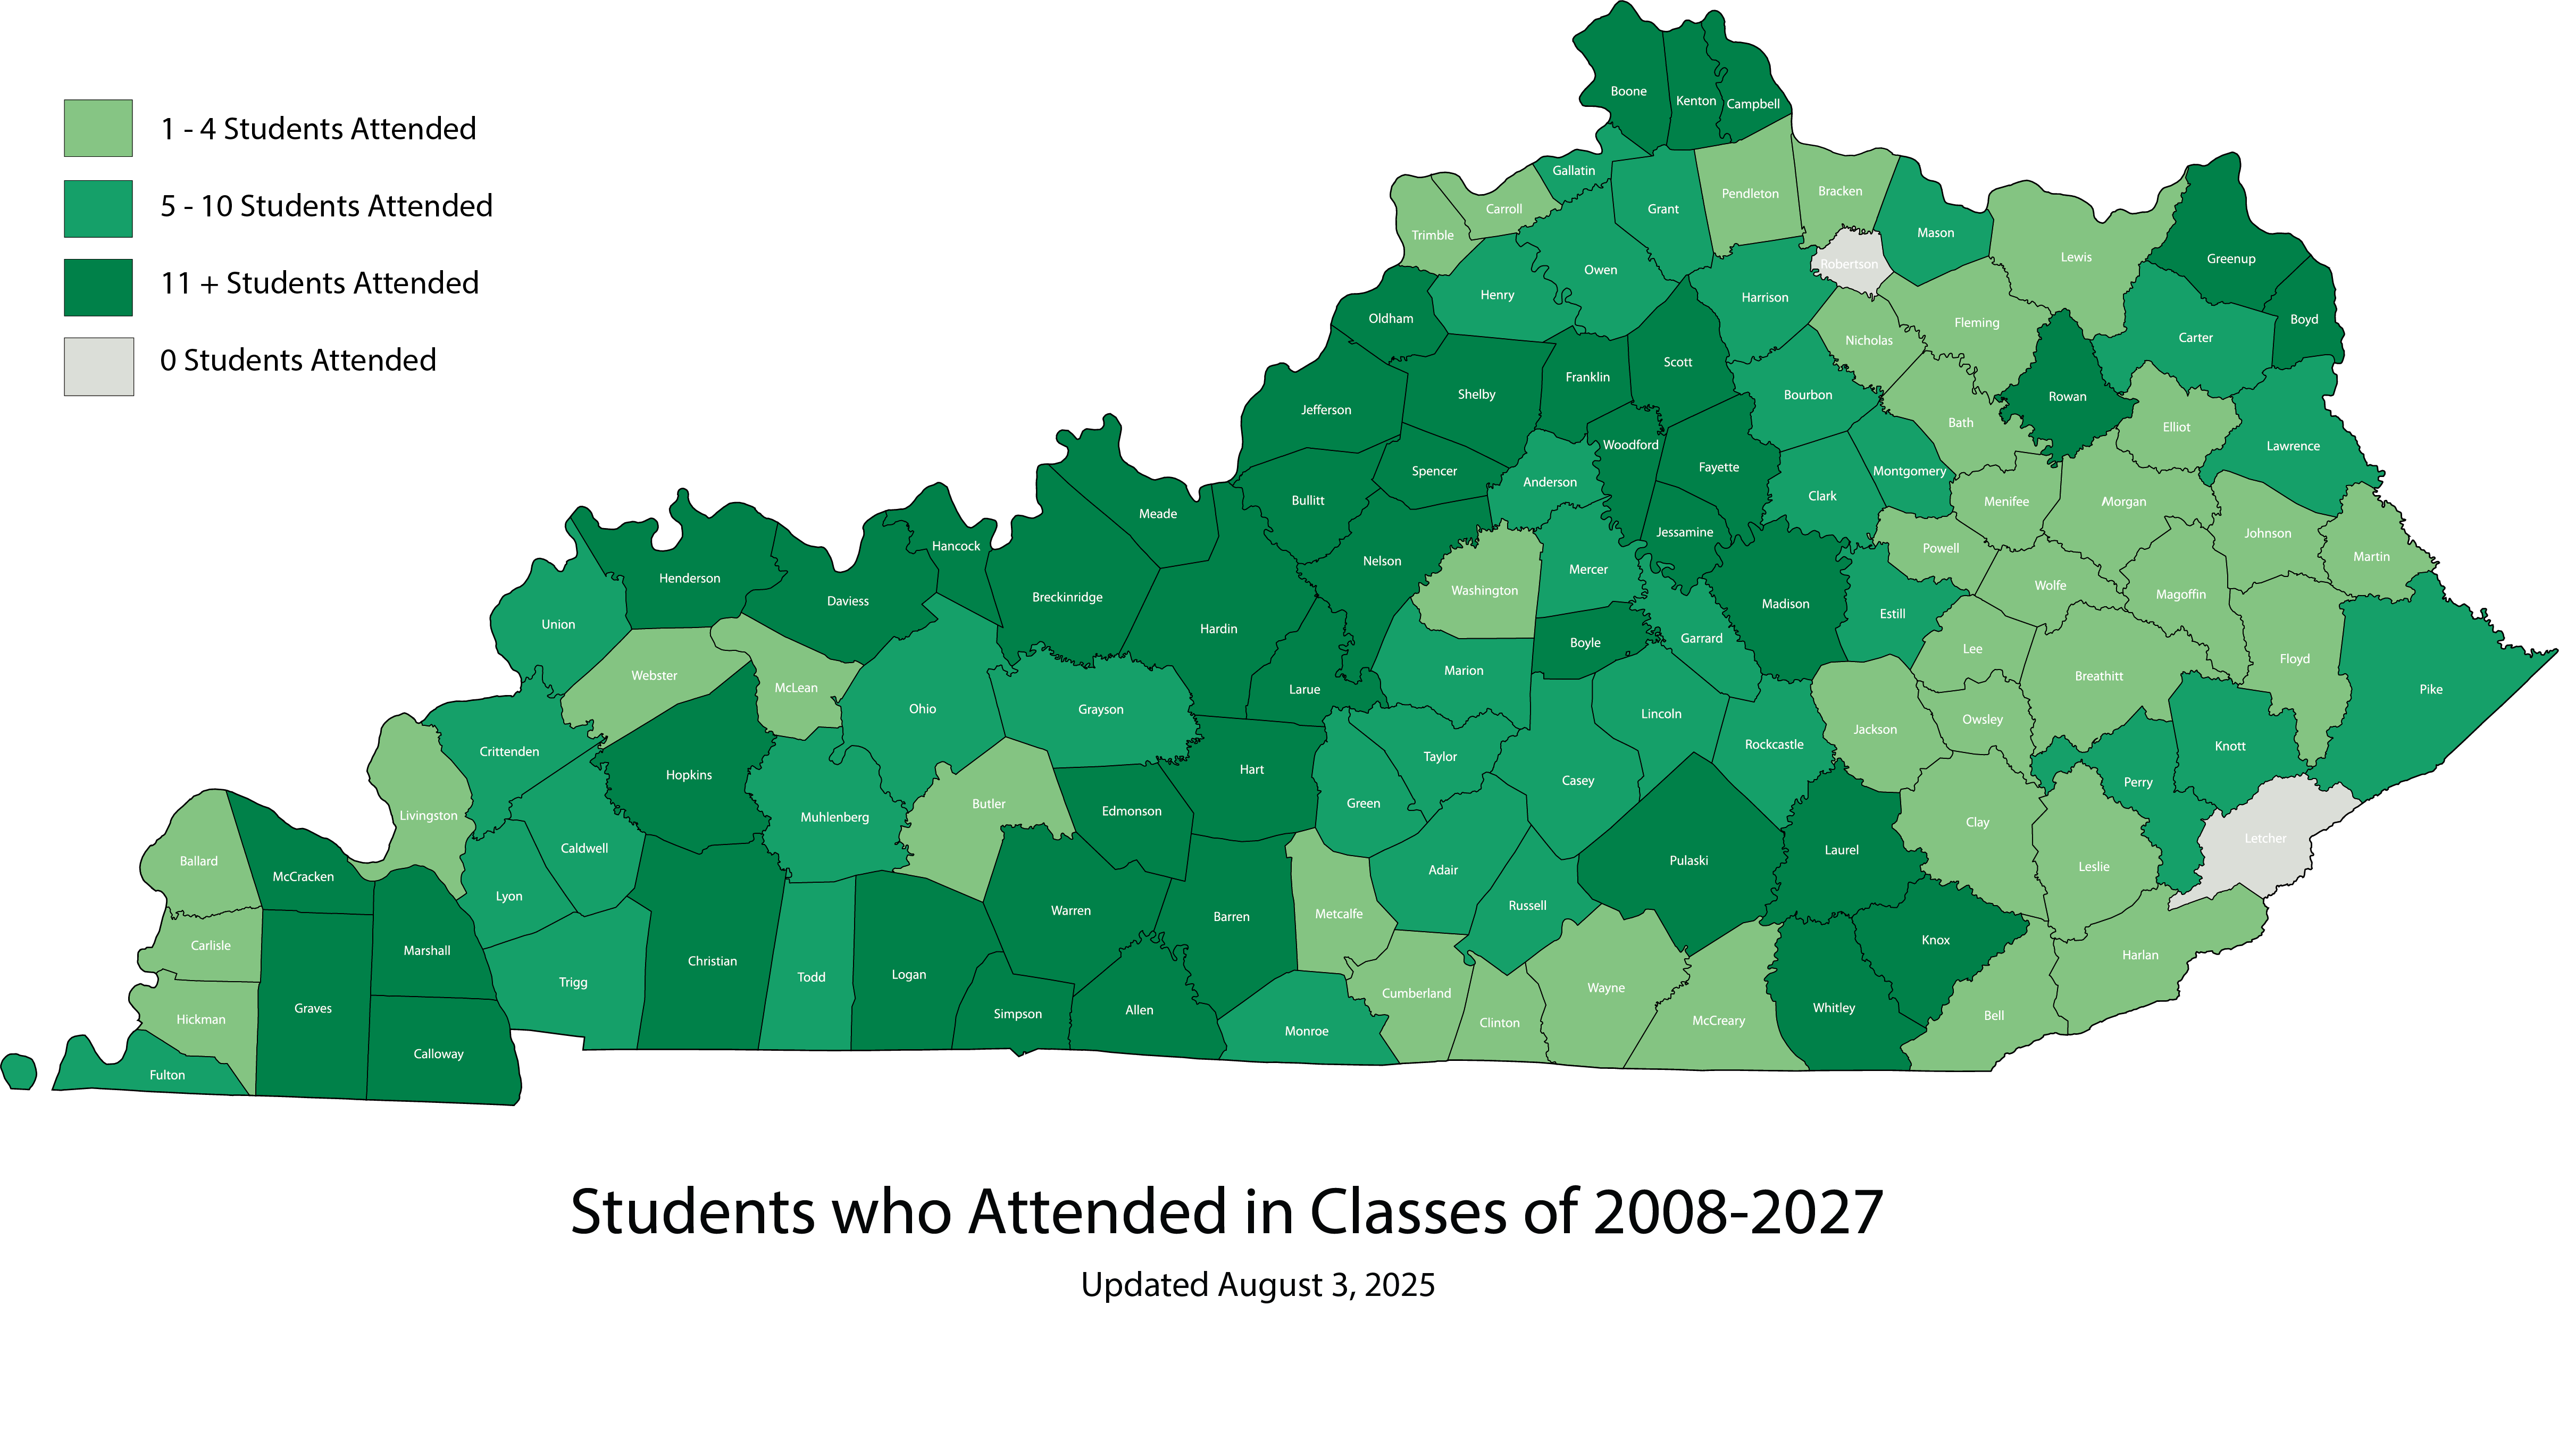 1 - 4 Students Attended
5 - 10 Students Attended
11 + Students Attended
0 Students Attended
Boone
Kenton
Campbell
Gallatin
Carroll
Trimble
Grant
Pendleton
Bracken
Mason
Robertson
Lewis
Greenup
Owen
Henry
Harrison
Oldham
Nicholas
Fleming
Carter
Boyd
Scott
Franklin
Shelby
Jefferson
Bourbon
Rowan
Bath
Elliot
Lawrence
Woodford
Fayette
Spencer
Anderson
Montgomery
Clark
Bullitt
Menifee
Morgan
Meade
Jessamine
Johnson
Hancock
Powell
Martin
Nelson
Mercer
Henderson
Wolfe
Washington
Magoffin
Breckinridge
Daviess
Madison
Estill
Union
Hardin
Garrard
Boyle
Lee
Floyd
Marion
Webster
Breathitt
McLean
Larue
Pike
Ohio
Grayson
Lincoln
Owsley
Jackson
Rockcastle
Knott
Crittenden
Taylor
Hopkins
Hart
Casey
Perry
Green
Butler
Edmonson
Livingston
Muhlenberg
Clay
Letcher
Caldwell
Laurel
Ballard
Pulaski
Leslie
Adair
McCracken
Lyon
Russell
Warren
Metcalfe
Barren
Knox
Carlisle
Marshall
Harlan
Christian
Logan
Todd
Trigg
Wayne
Cumberland
Graves
Whitley
Allen
Simpson
Bell
Hickman
McCreary
Clinton
Monroe
Calloway
Fulton
Students who Attended in Classes of 2008-2027
Updated August 3, 2025